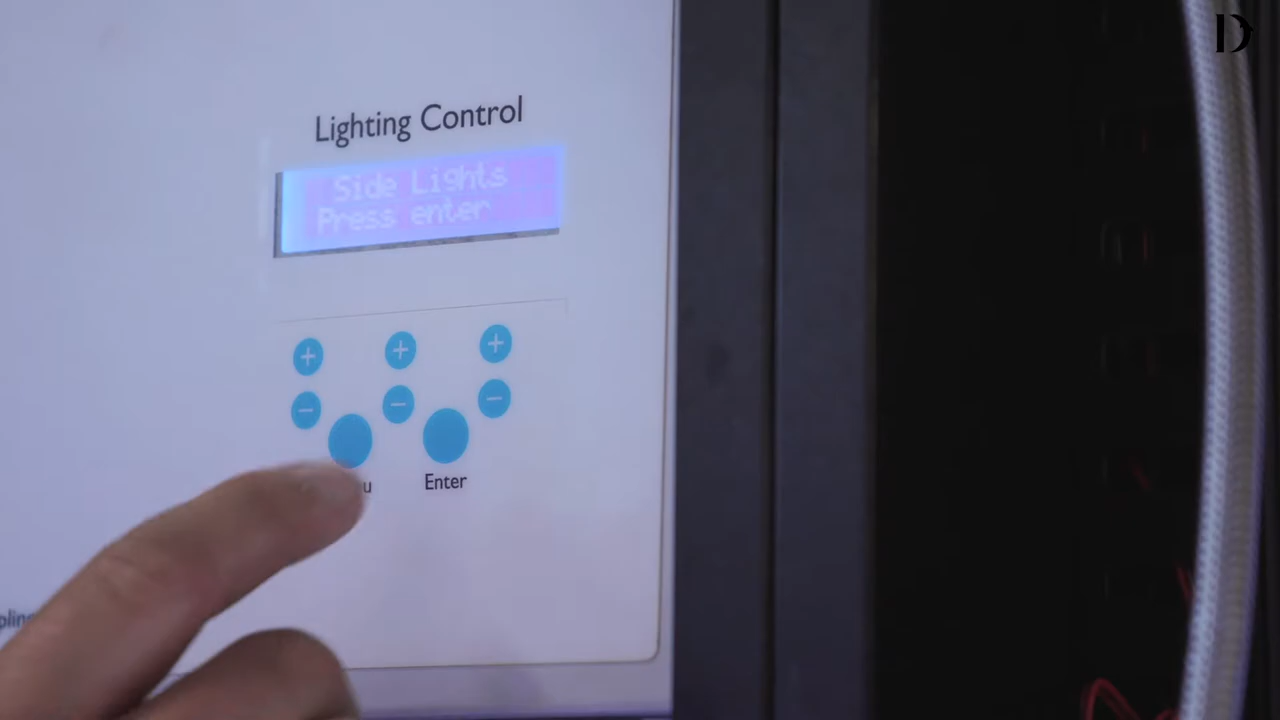 Lighting Control
Side Lights
Press enter
+ + +
− − −
Enter
D